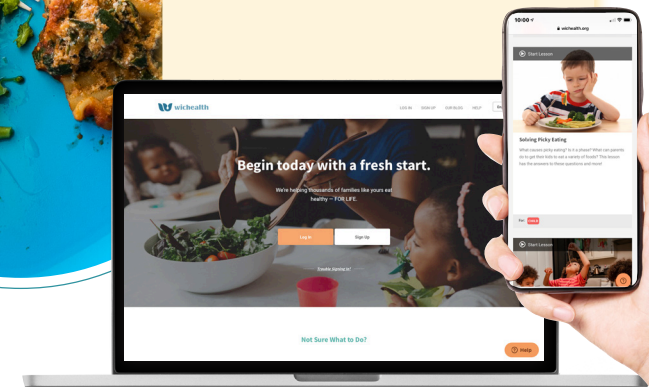 wichealth
LOG IN SIGN UP OUR BLOG HELP
Begin today with a fresh start.
We're helping thousands of families like yours eat
healthy — FOR LIFE.
Log In Sign Up
Trouble Signing In?
Not Sure What to Do?
Help
10:00
wichealth.org
Start Lesson
Solving Picky Eating
What causes picky eating? Is it a phase? What can parents
do to get their kids to eat a variety of foods? This lesson
has the answers to these questions and more!
For:
Start Lesson